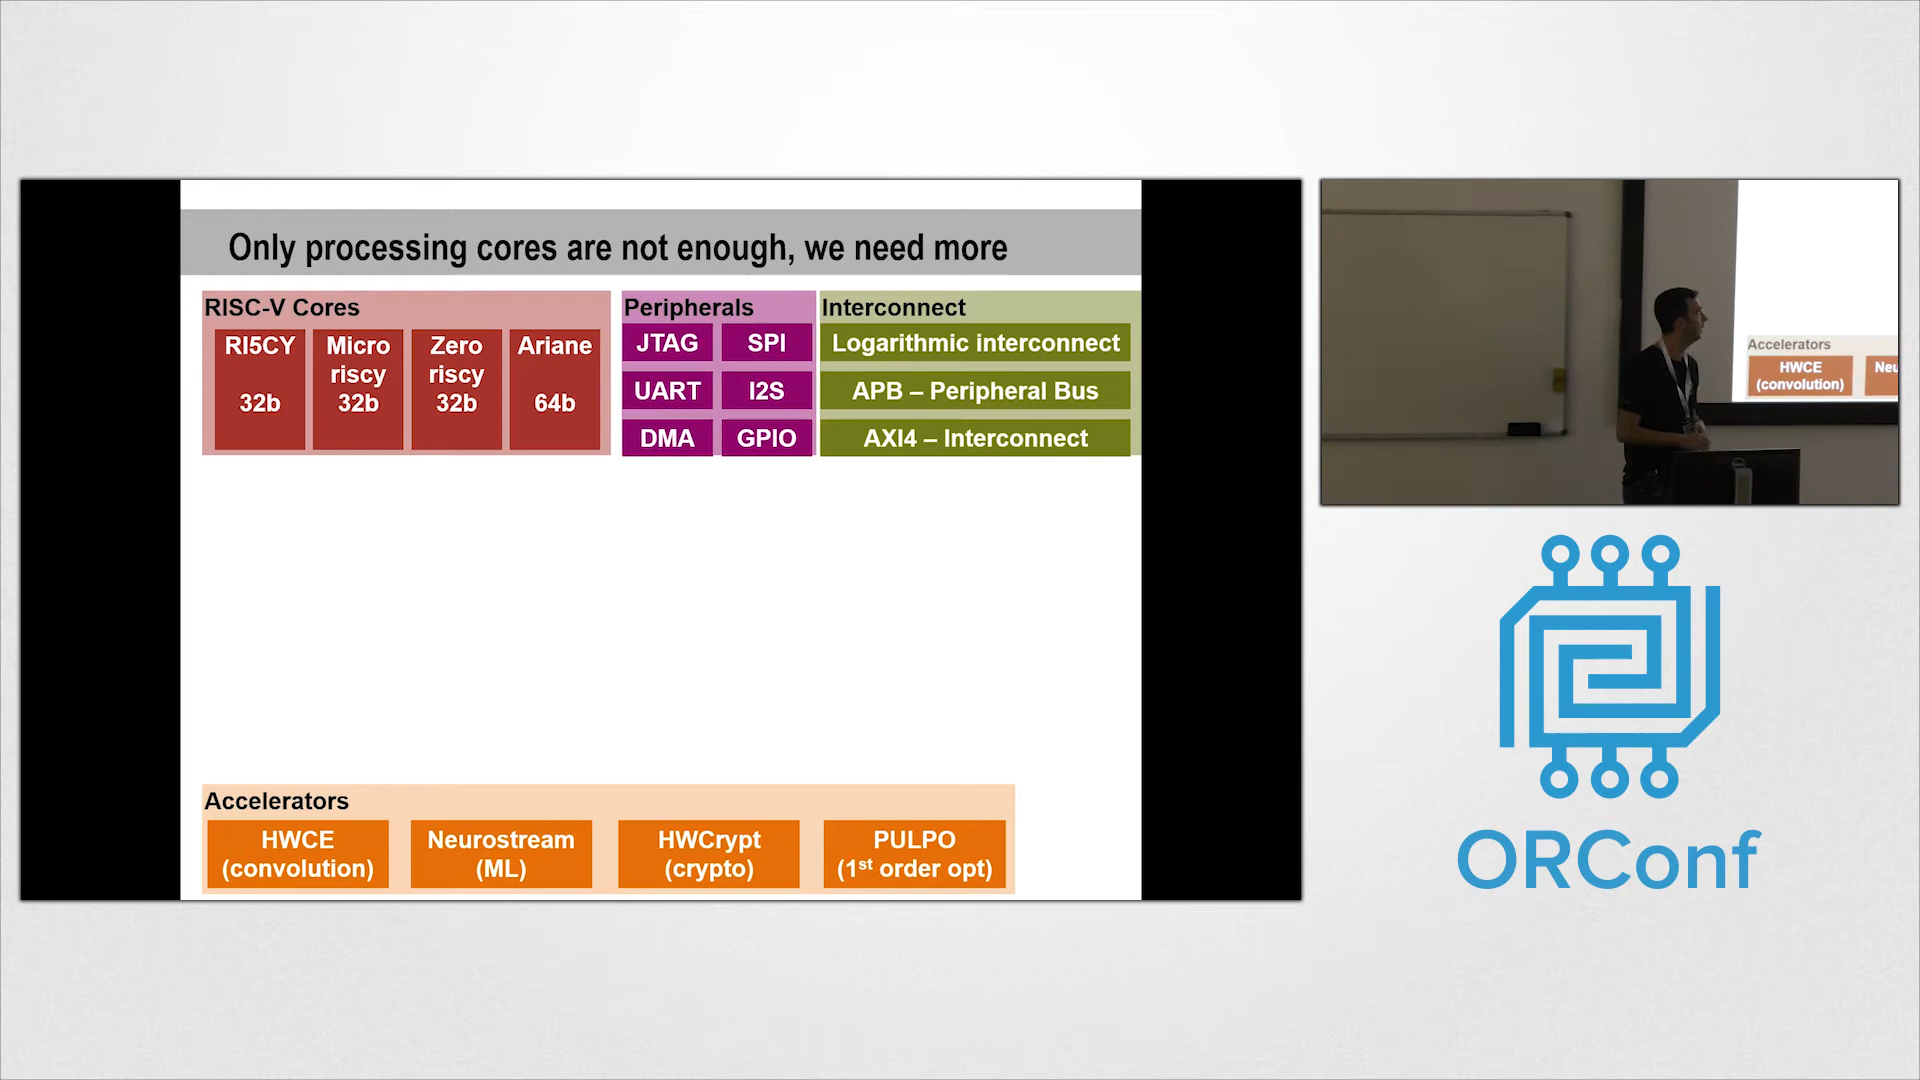 Only processing cores are not enough, we need more
RISC-V Cores
RI5CY
32b
Micro
riscy
32b
Zero
riscy
32b
Ariane
64b
Peripherals
JTAG
SPI
UART
I2S
DMA
GPIO
Interconnect
Logarithmic interconnect
APB – Peripheral Bus
AXI4 – Interconnect
Accelerators
HWCE
(convolution)
Neurostream
(ML)
HWCrypt
(crypto)
PULPO
(1st order opt)
Accelerators
HWCE
(convolution)
Neu
ORConf